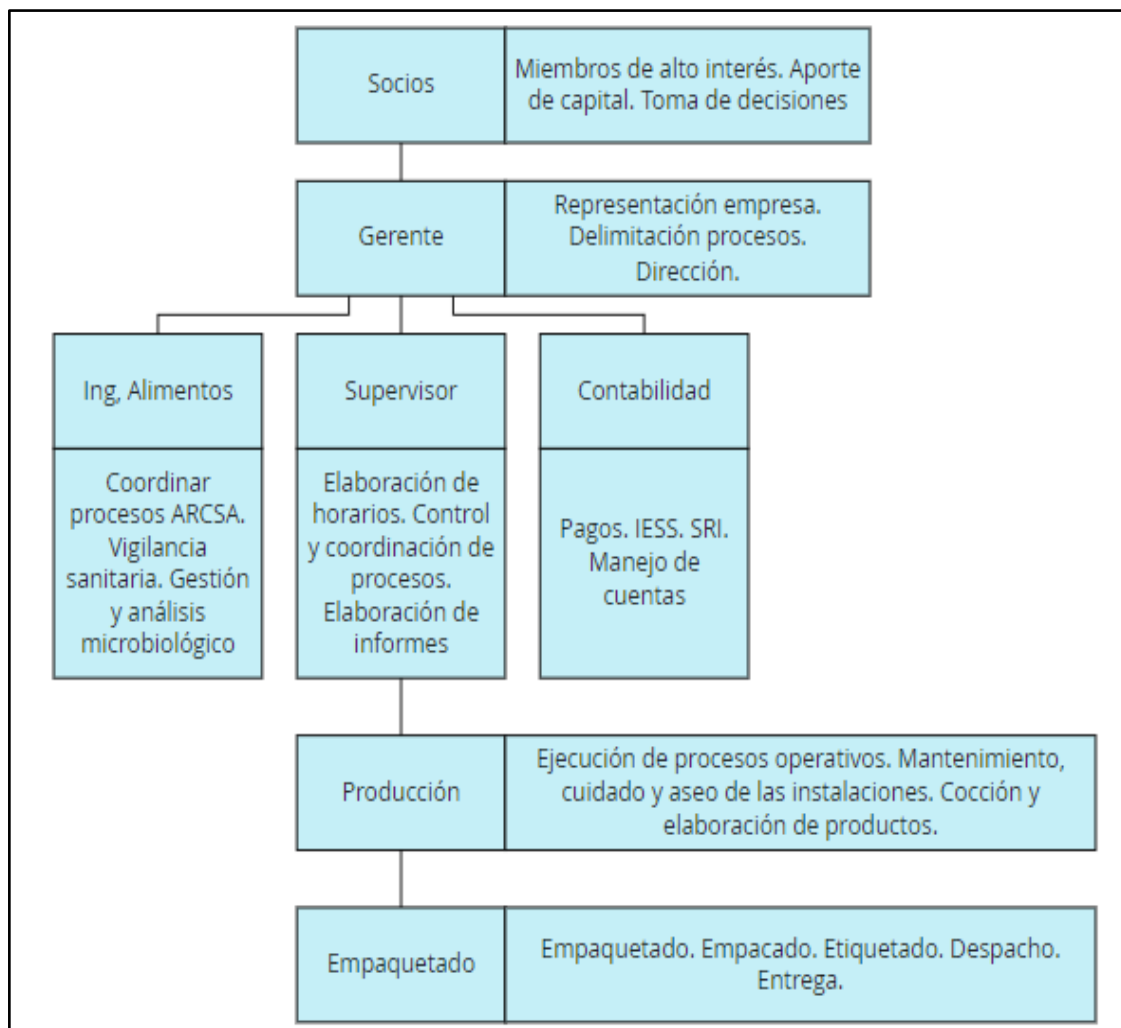 Socios
Miembros de alto interés. Aporte
de capital. Toma de decisiones
Gerente
Representación empresa.
Delimitación procesos.
Dirección.
Ing, Alimentos
Coordinar
procesos ARCSA.
Vigilancia
sanitaria. Gestión
y análisis
microbiológico
Supervisor
Elaboración de
horarios. Control
y coordinación de
procesos.
Elaboración de
informes
Contabilidad
Pagos. IESS. SRI.
Manejo de
cuentas
Producción
Ejecución de procesos operativos. Mantenimiento,
cuidado y aseo de las instalaciones. Cocción y
elaboración de productos.
Empaquetado
Empaquetado. Empacado. Etiquetado. Despacho.
Entrega.